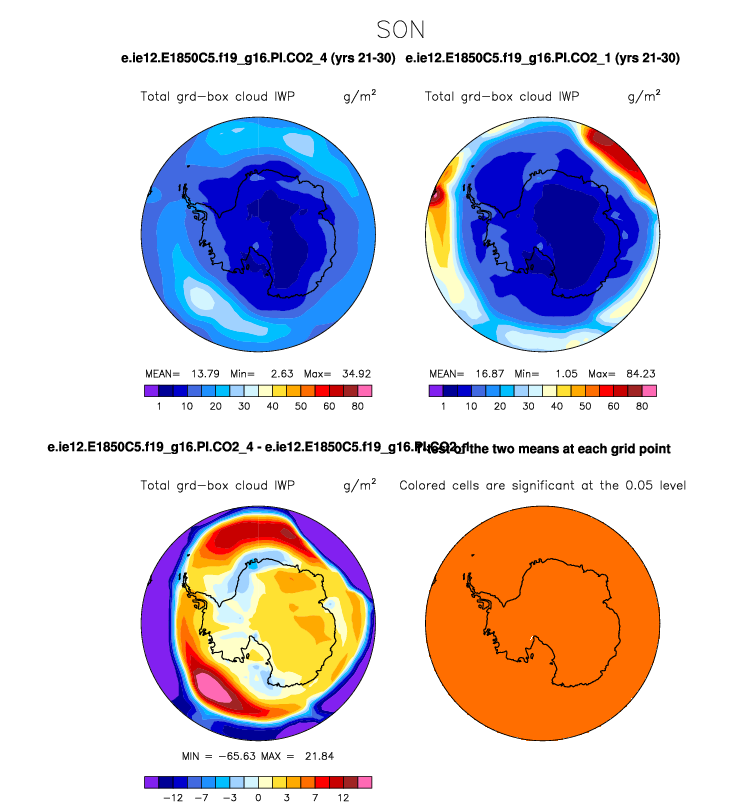 SON
e.ie12.E1850C5.f19_g16.PI.CO2_4 (yrs 21-30) e.ie12.E1850C5.f19_g16.PI.CO2_1 (yrs 21-30)
Total grd-box cloud IWP g/m² Total grd-box cloud IWP g/m²
MEAN= 13.79 Min= 2.63 Max= 34.92 MEAN= 16.87 Min= 1.05 Max= 84.23
1 10 20 30 40 50 60 80 1 10 20 30 40 50 60 80
e.ie12.E1850C5.f19_g16.PI.CO2_4 - e.ie12.E1850C5.f19_g16.PI.CO2_1 T-test of the two means at each grid point
Total grd-box cloud IWP g/m² Colored cells are significant at the 0.05 level
MIN = -65.63 MAX = 21.84
-12 -7 -3 0 3 7 12